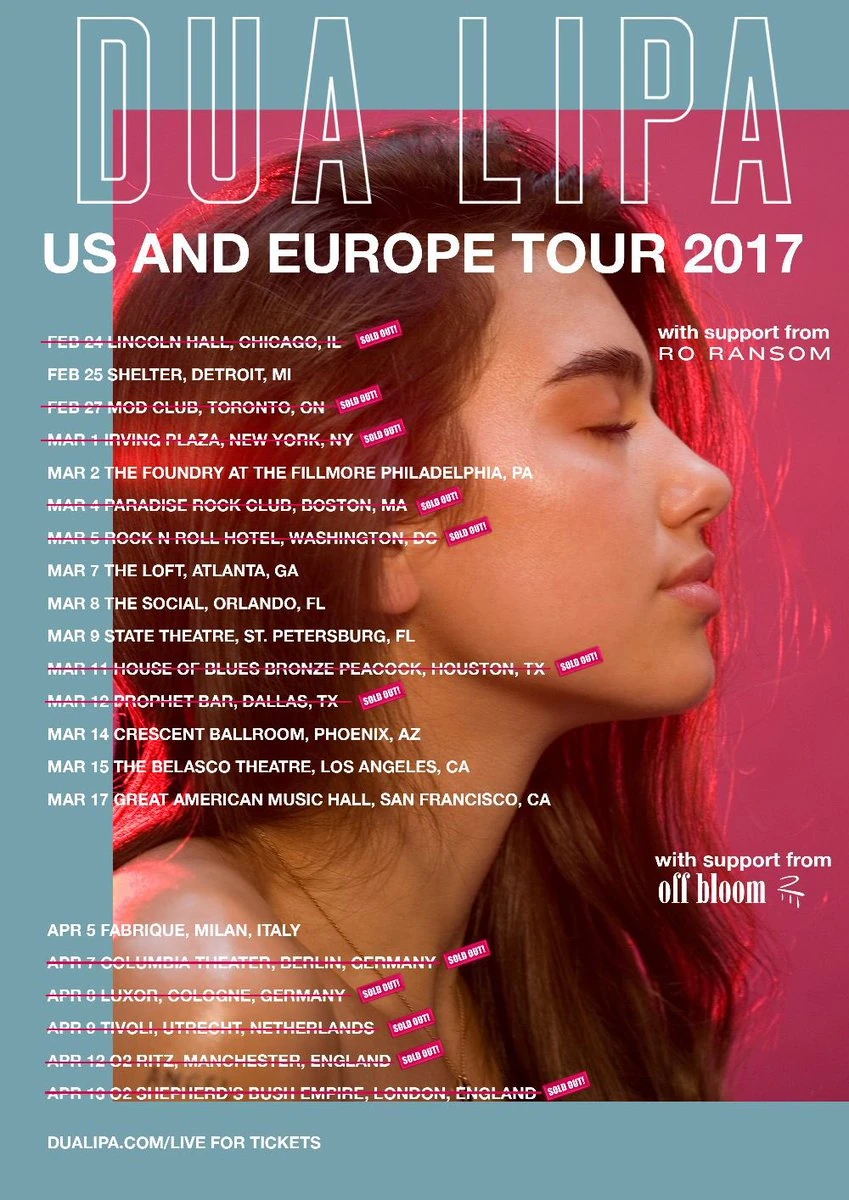 DUA LIPA
US AND EUROPE TOUR 2017
with support from
RO RANSOM
FEB 24 LINCOLN HALL, CHICAGO, IL SOLD OUT!
FEB 25 SHELTER, DETROIT, MI
FEB 27 MOD CLUB, TORONTO, ON SOLD OUT!
MAR 1 IRVING PLAZA, NEW YORK, NY SOLD OUT!
MAR 2 THE FOUNDRY AT THE FILLMORE PHILADELPHIA, PA
MAR 4 PARADISE ROCK CLUB, BOSTON, MA SOLD OUT!
MAR 5 ROCK N ROLL HOTEL, WASHINGTON, DC SOLD OUT!
MAR 7 THE LOFT, ATLANTA, GA
MAR 8 THE SOCIAL, ORLANDO, FL
MAR 9 STATE THEATRE, ST. PETERSBURG, FL
MAR 11 HOUSE OF BLUES BRONZE PEACOCK, HOUSTON, TX SOLD OUT!
MAR 12 PROPHET BAR, DALLAS, TX SOLD OUT!
MAR 14 CRESCENT BALLROOM, PHOENIX, AZ
MAR 15 THE BELASCO THEATRE, LOS ANGELES, CA
MAR 17 GREAT AMERICAN MUSIC HALL, SAN FRANCISCO, CA
with support from
off bloom
APR 5 FABRIQUE, MILAN, ITALY
APR 7 COLUMBIA THEATER, BERLIN, GERMANY SOLD OUT!
APR 8 LUXOR, COLOGNE, GERMANY SOLD OUT!
APR 9 TIVOLI, UTRECHT, NETHERLANDS SOLD OUT!
APR 12 O2 RITZ, MANCHESTER, ENGLAND SOLD OUT!
APR 13 O2 SHEPHERD'S BUSH EMPIRE, LONDON, ENGLAND SOLD OUT!
DUALIPA.COM/LIVE FOR TICKETS